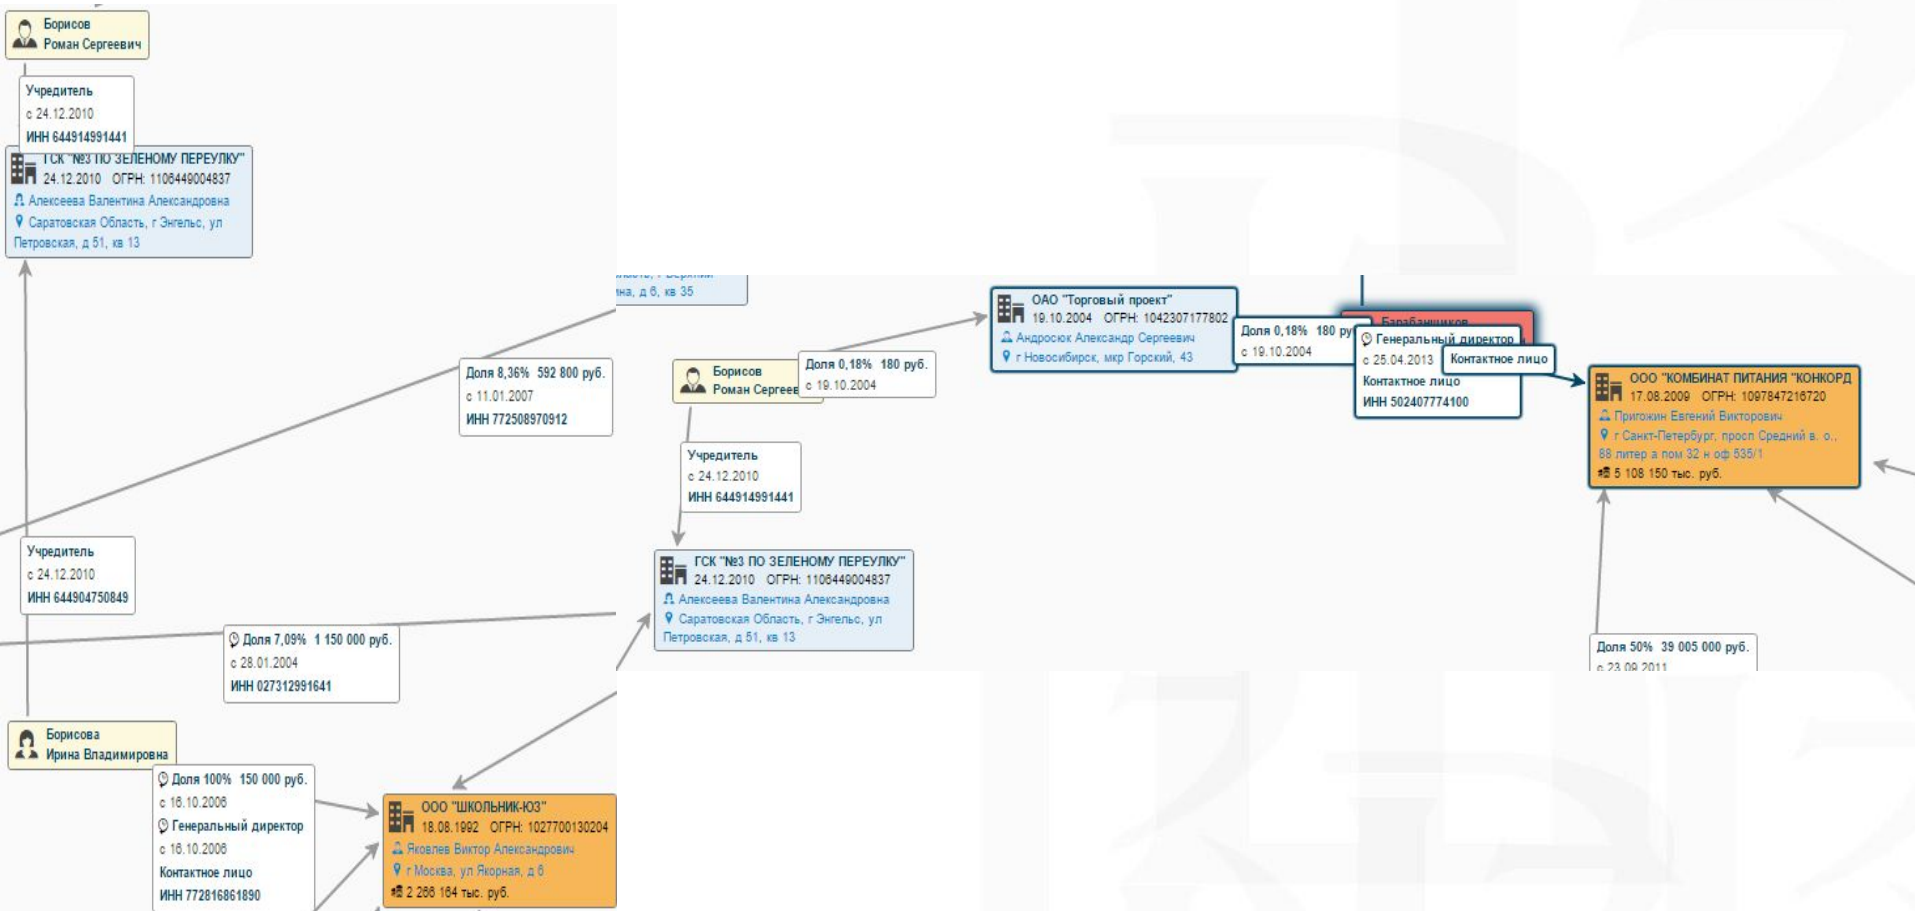 Борисов
Роман Сергеевич
Учредитель
с 24.12.2010
ИНН 644914991441
ГСК "№3 ПО ЗЕЛЕНОМУ ПЕРЕУЛКУ"
24.12.2010 ОГРН: 1106449004837
Алексеева Валентина Александровна
Саратовская Область, г Энгельс, ул
Петровская, д 51, кв 13
Доля 8,36% 592 800 руб.
с 11.01.2007
ИНН 772508970912
Учредитель
с 24.12.2010
ИНН 644904750849
Доля 7,09% 1 150 000 руб.
с 28.01.2004
ИНН 027312991641
Борисова
Ирина Владимировна
Доля 100% 150 000 руб.
с 16.10.2006
Генеральный директор
с 16.10.2006
Контактное лицо
ИНН 772816861890
ООО "ШКОЛЬНИК-ЮЗ"
18.08.1992 ОГРН: 1027700130204
Яковлев Виктор Александрович
г Москва, ул Якорная, д 6
2 266 164 тыс. руб.
д 6, кв 35
Борисов
Роман Сергеев
Доля 0,18% 180 руб.
с 19.10.2004
Учредитель
с 24.12.2010
ИНН 644914991441
ГСК "№3 ПО ЗЕЛЕНОМУ ПЕРЕУЛКУ"
24.12.2010 ОГРН: 1106449004837
Алексеева Валентина Александровна
Саратовская Область, г Энгельс, ул
Петровская, д 51, кв 13
ОАО "Торговый проект"
19.10.2004 ОГРН: 1042307177802
Андросюк Александр Сергеевич
г Новосибирск, мкр Горский, 43
Доля 0,18% 180 ру
с 19.10.2004
Барабанщиков
Генеральный директор
с 25.04.2013
Контактное лицо
ИНН 502407774100
Контактное лицо
ООО "КОМБИНАТ ПИТАНИЯ "КОНКОРД
17.08.2009 ОГРН: 1097847216720
Пригожин Евгений Викторович
г Санкт-Петербург, просп Средний в. о.,
88 литер а пом 32 н оф 535/1
5 108 150 тыс. руб.
Доля 50% 39 005 000 руб.
с 23.09.2011